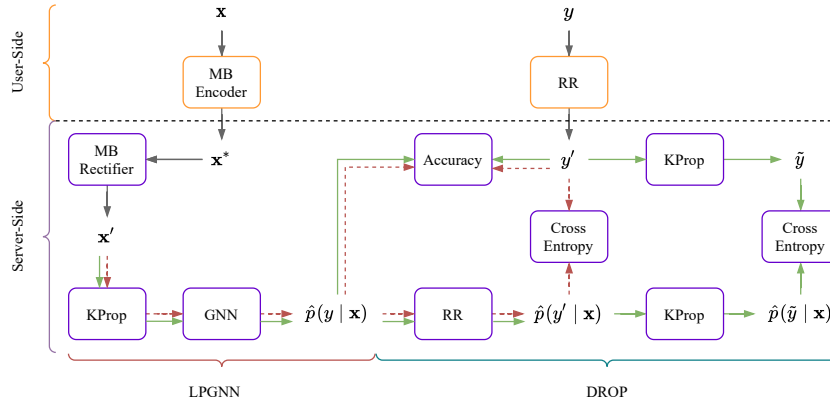 x
y
User-Side
MB
Encoder
RR
Server-Side
MB
Rectifier
x*
Accuracy
y′
KProp
ỹ
x′
Cross
Entropy
Cross
Entropy
KProp
GNN
p̂(y | x)
RR
p̂(y′ | x)
KProp
p̂(ỹ | x)
LPGNN
DROP